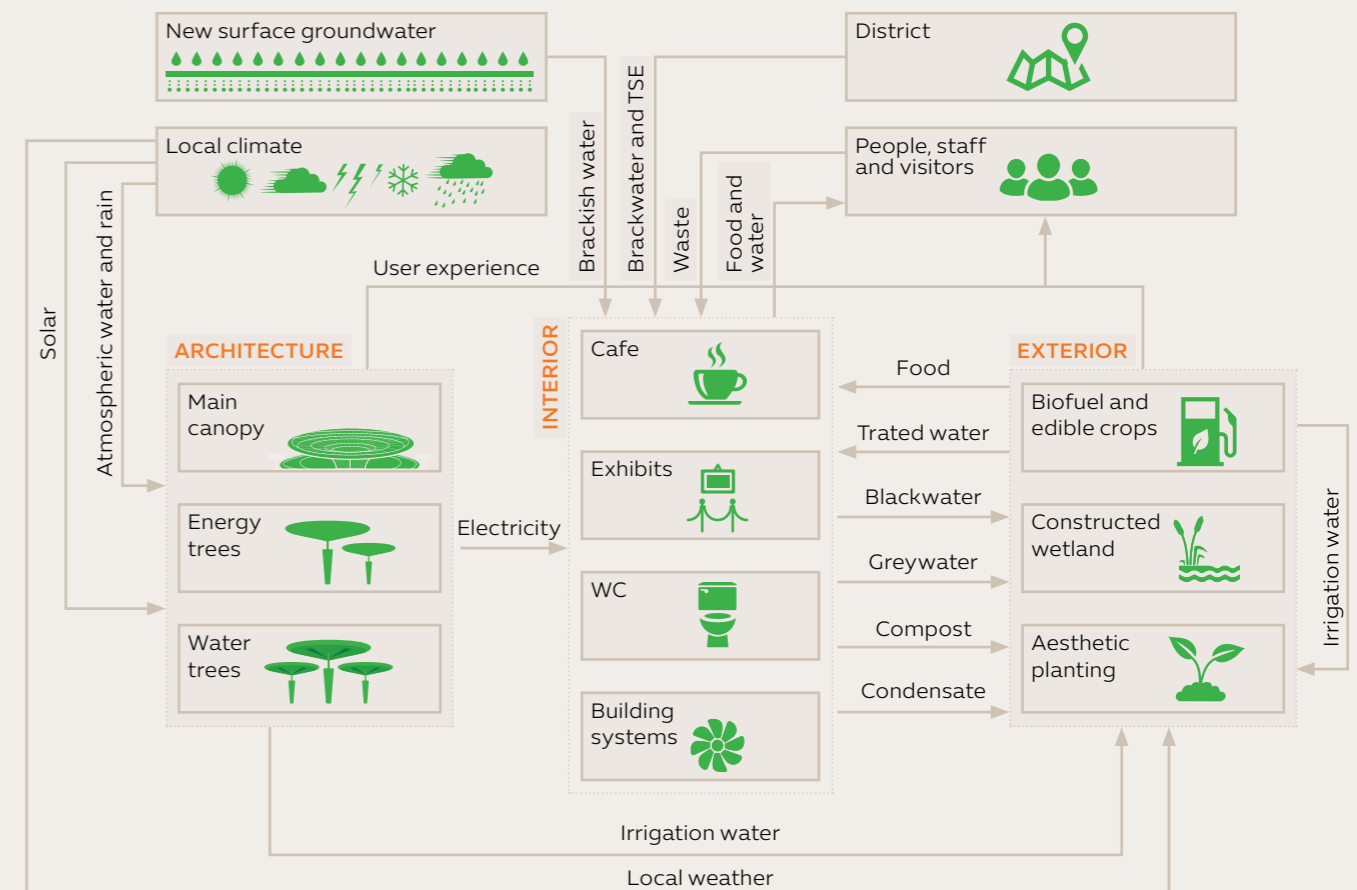 New surface groundwater
District
Local climate
People, staff
and visitors
Brackish water
Brackwater and TSE
Waste
Food and
water
Solar
Atmospheric water and rain
User experience
ARCHITECTURE
Main
canopy
Energy
trees
Water
trees
Electricity
INTERIOR
Cafe
Exhibits
WC
Building
systems
Food
Trated water
Blackwater
Greywater
Compost
Condensate
EXTERIOR
Biofuel and
edible crops
Constructed
wetland
Aesthetic
planting
Irrigation water
Irrigation water
Local weather